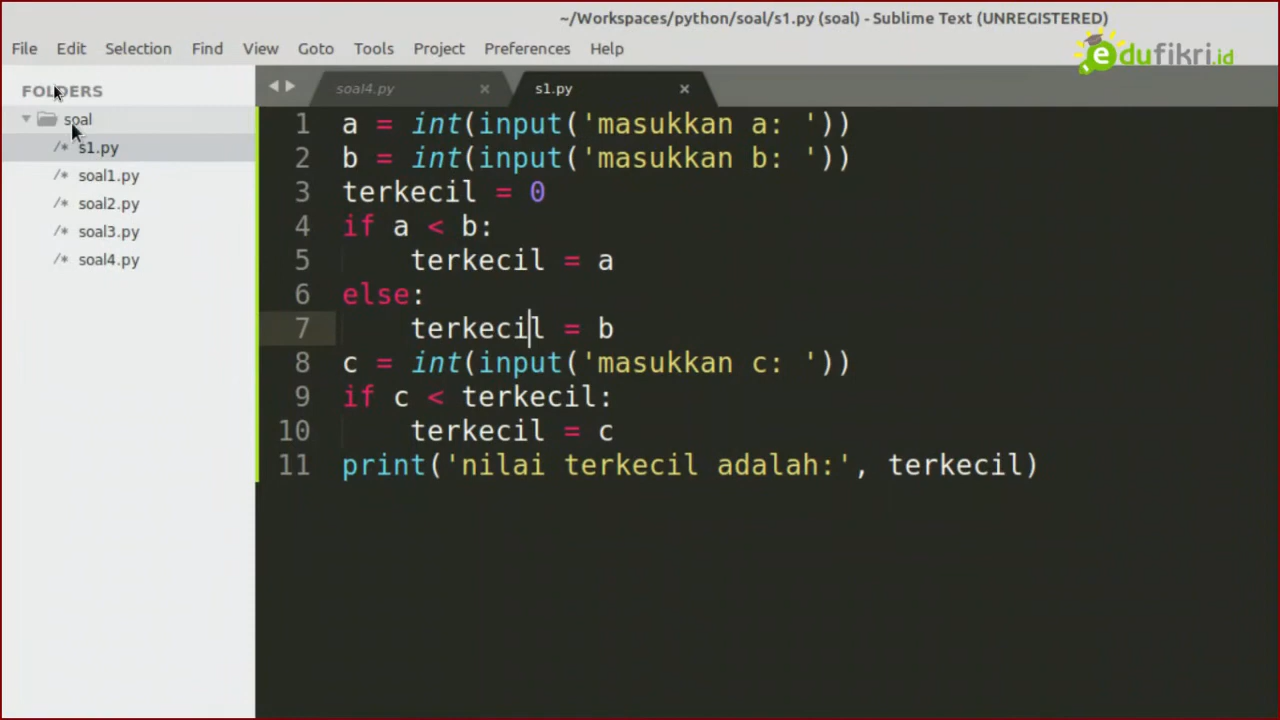 ~/Workspaces/python/soal/s1.py (soal) - Sublime Text (UNREGISTERED)
File Edit Selection Find View Goto Tools Project Preferences Help
edufikri.id
FOLDERS
soal
/* s1.py
/* soal1.py
/* soal2.py
/* soal3.py
/* soal4.py
soal4.py × s1.py ×
1 a = int(input('masukkan a: '))
2 b = int(input('masukkan b: '))
3 terkecil = 0
4 if a < b:
5     terkecil = a
6 else:
7     terkecil = b
8 c = int(input('masukkan c: '))
9 if c < terkecil:
10     terkecil = c
11 print('nilai terkecil adalah:', terkecil)